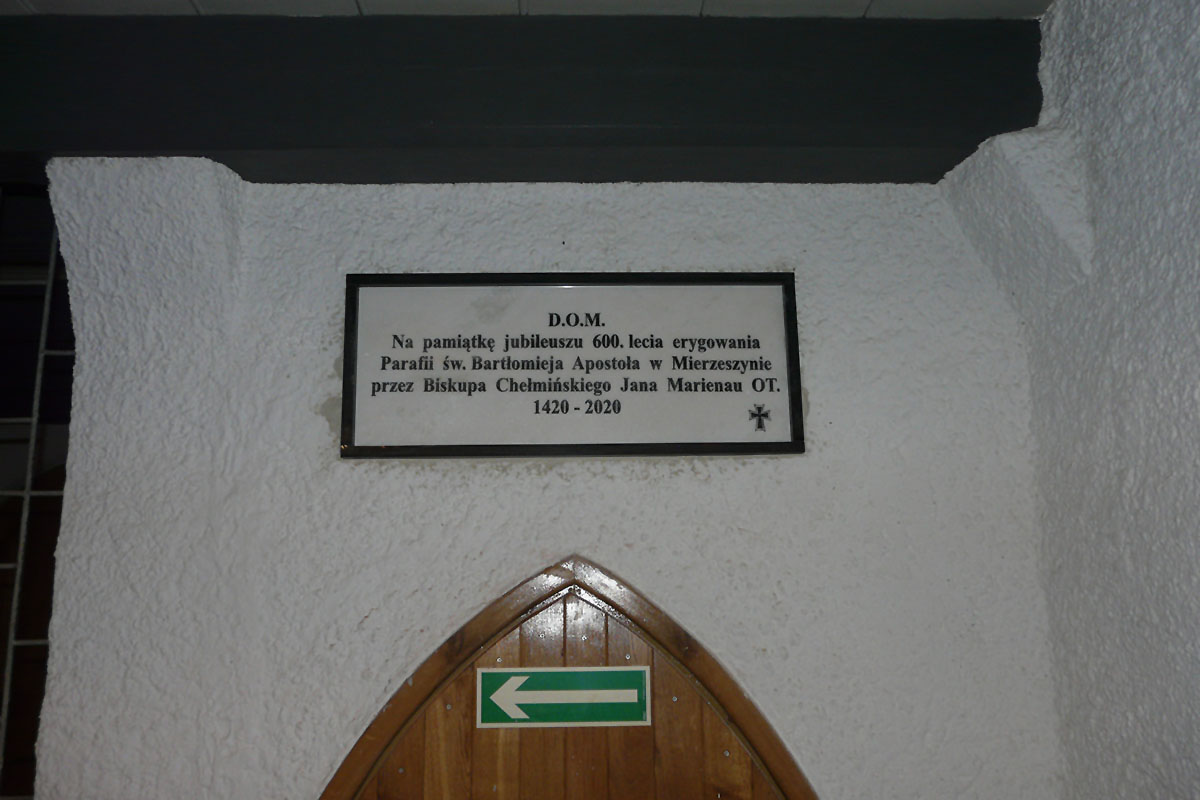 D.O.M.
Na pamiątkę jubileuszu 600. lecia erygowania
Parafii św. Bartłomieja Apostoła w Mierzeszynie
przez Biskupa Chełmińskiego Jana Marienau OT.
1420 - 2020